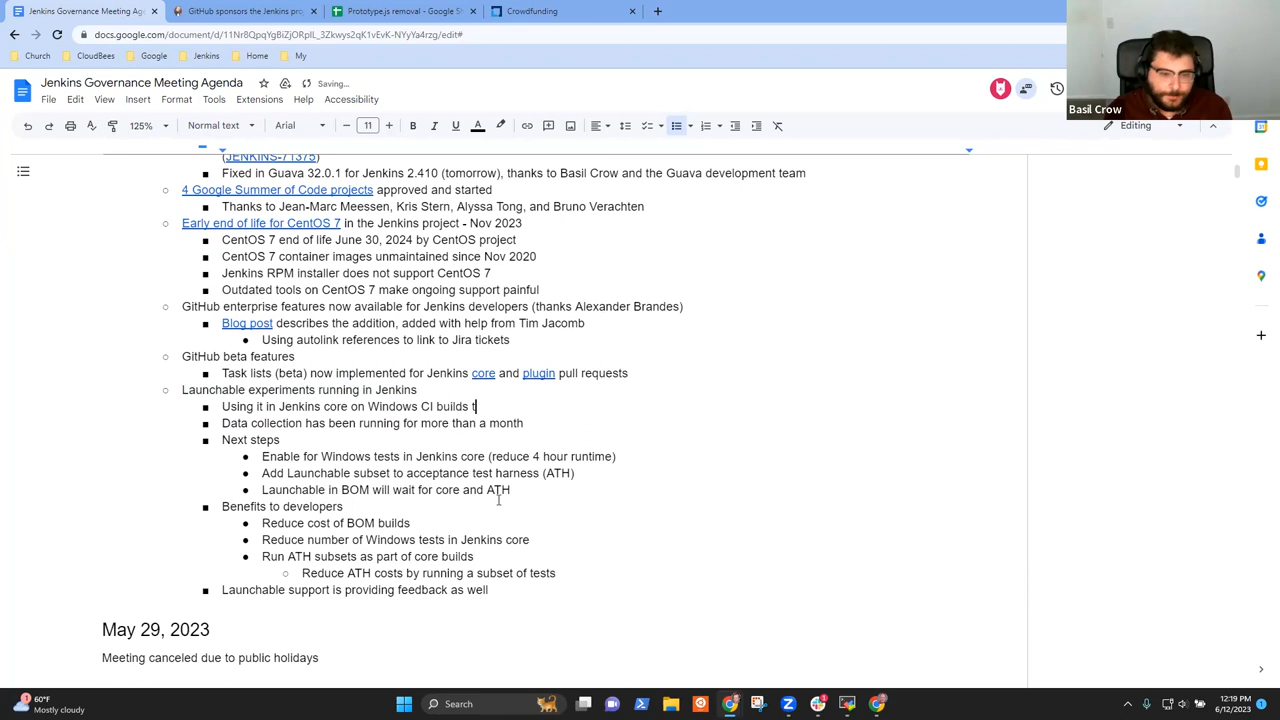 Jenkins Governance Meeting A
GitHub sponsors the Jenkins pro
Prototype.js removal - Google S
Crowdfunding
docs.google.com/document/d/11Nr8QpqYgBiZjORpIL_3Zkwys2qK1vEvK-NYyYa4rzg/edit#
Church
CloudBees
Google
Jenkins
Home
My
Basil Crow
Jenkins Governance Meeting Agenda
Saving...
File Edit View Insert Format Tools Extensions Help Accessibility
125% Normal text Arial 11 B I U A Editing
(JENKINS-71375)
Fixed in Guava 32.0.1 for Jenkins 2.410 (tomorrow), thanks to Basil Crow and the Guava development team
4 Google Summer of Code projects approved and started
Thanks to Jean-Marc Meessen, Kris Stern, Alyssa Tong, and Bruno Verachten
Early end of life for CentOS 7 in the Jenkins project - Nov 2023
CentOS 7 end of life June 30, 2024 by CentOS project
CentOS 7 container images unmaintained since Nov 2020
Jenkins RPM installer does not support CentOS 7
Outdated tools on CentOS 7 make ongoing support painful
GitHub enterprise features now available for Jenkins developers (thanks Alexander Brandes)
Blog post describes the addition, added with help from Tim Jacomb
Using autolink references to link to Jira tickets
GitHub beta features
Task lists (beta) now implemented for Jenkins core and plugin pull requests
Launchable experiments running in Jenkins
Using it in Jenkins core on Windows CI builds t
Data collection has been running for more than a month
Next steps
Enable for Windows tests in Jenkins core (reduce 4 hour runtime)
Add Launchable subset to acceptance test harness (ATH)
Launchable in BOM will wait for core and ATH
Benefits to developers
Reduce cost of BOM builds
Reduce number of Windows tests in Jenkins core
Run ATH subsets as part of core builds
Reduce ATH costs by running a subset of tests
Launchable support is providing feedback as well
May 29, 2023
Meeting canceled due to public holidays
60°F
Mostly cloudy
Search
12:19 PM
6/12/2023